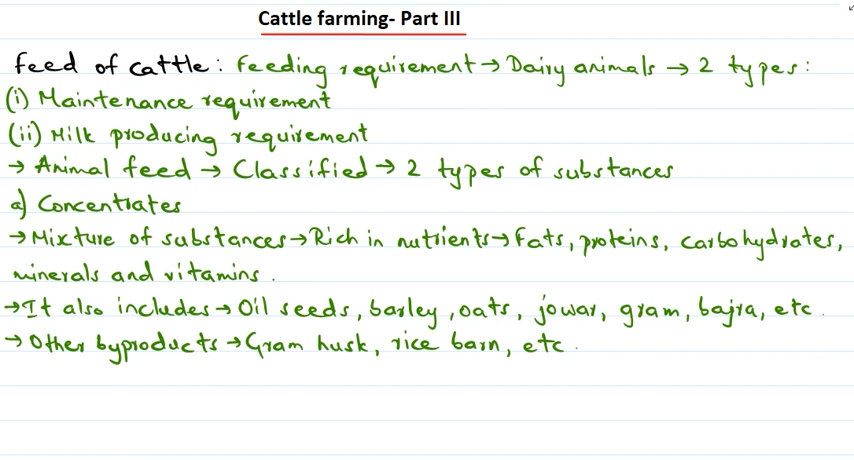 Cattle farming- Part III
Feed of cattle: Feeding requirement → Dairy animals → 2 types:
(i) Maintenance requirement
(ii) Milk producing requirement
→ Animal feed → Classified → 2 types of substances
a) Concentrates
→ Mixture of substances → Rich in nutrients → Fats, proteins, carbohydrates,
minerals and vitamins.
→ It also includes → Oil seeds, barley, oats, jowar, gram, bajra, etc.
→ Other byproducts → Gram husk, rice barn, etc.